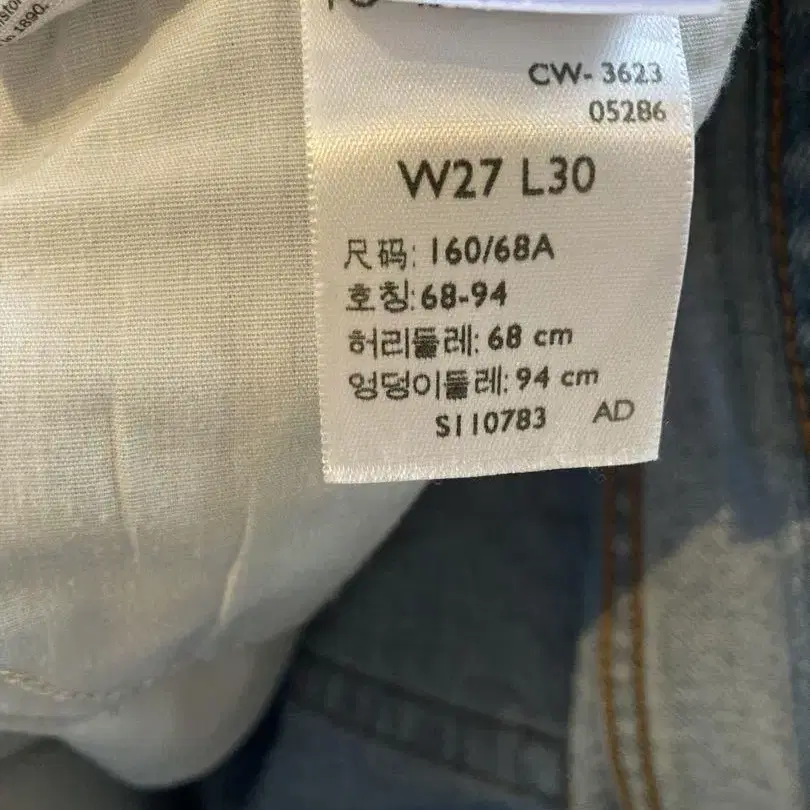 1890.
CW- 3623
05286
W27 L30
尺码: 160/68A
호칭:68-94
허리둘레: 68 cm
엉덩이둘레: 94 cm
S110783 AD